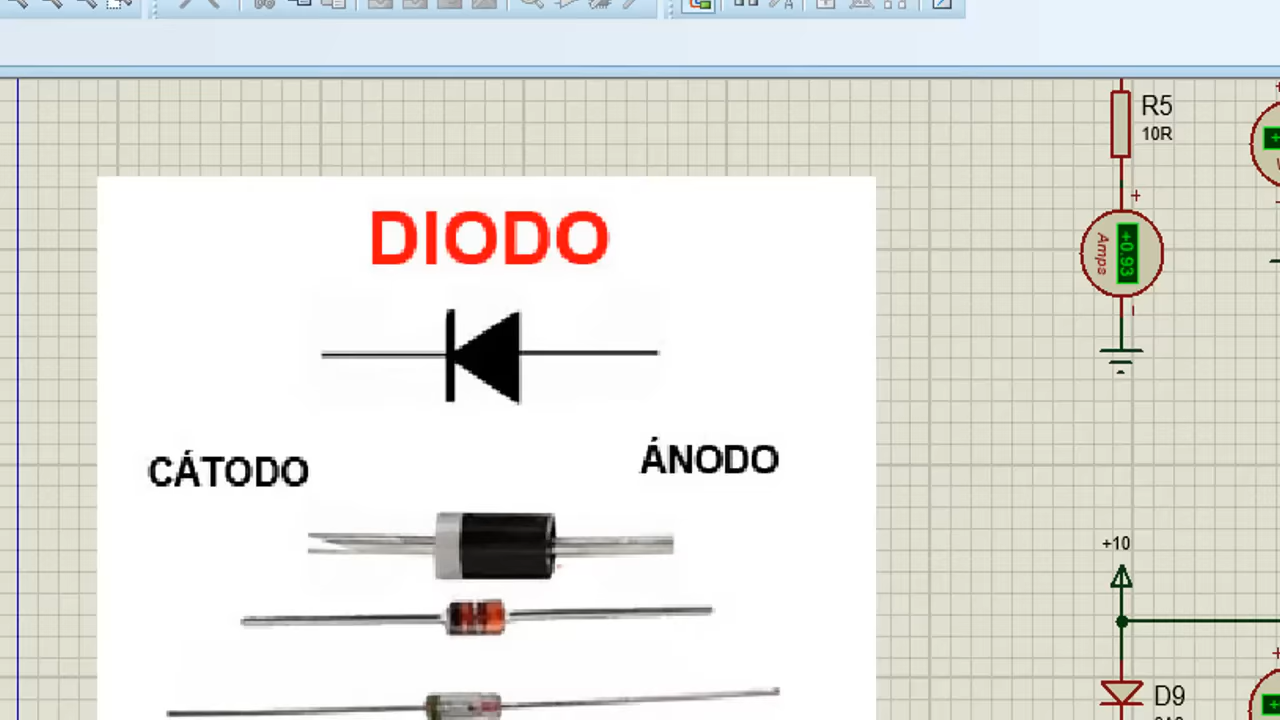 R5
10R
+
+0.93
Amps
DIODO
CÁTODO
ÁNODO
+10
D9